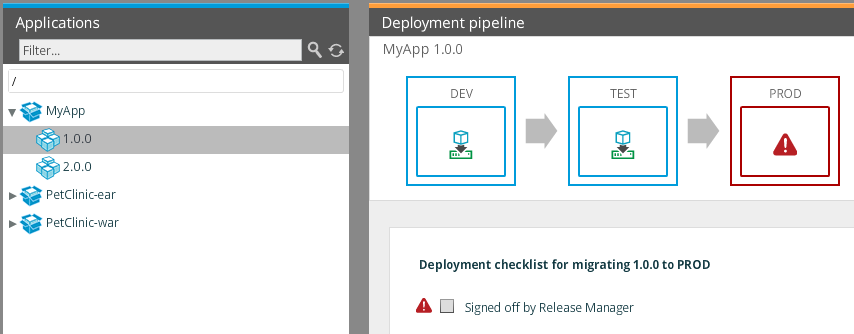 Applications
Filter...
/
MyApp
1.0.0
2.0.0
PetClinic-ear
PetClinic-war
Deployment pipeline
MyApp 1.0.0
DEV
TEST
PROD
Deployment checklist for migrating 1.0.0 to PROD
Signed off by Release Manager